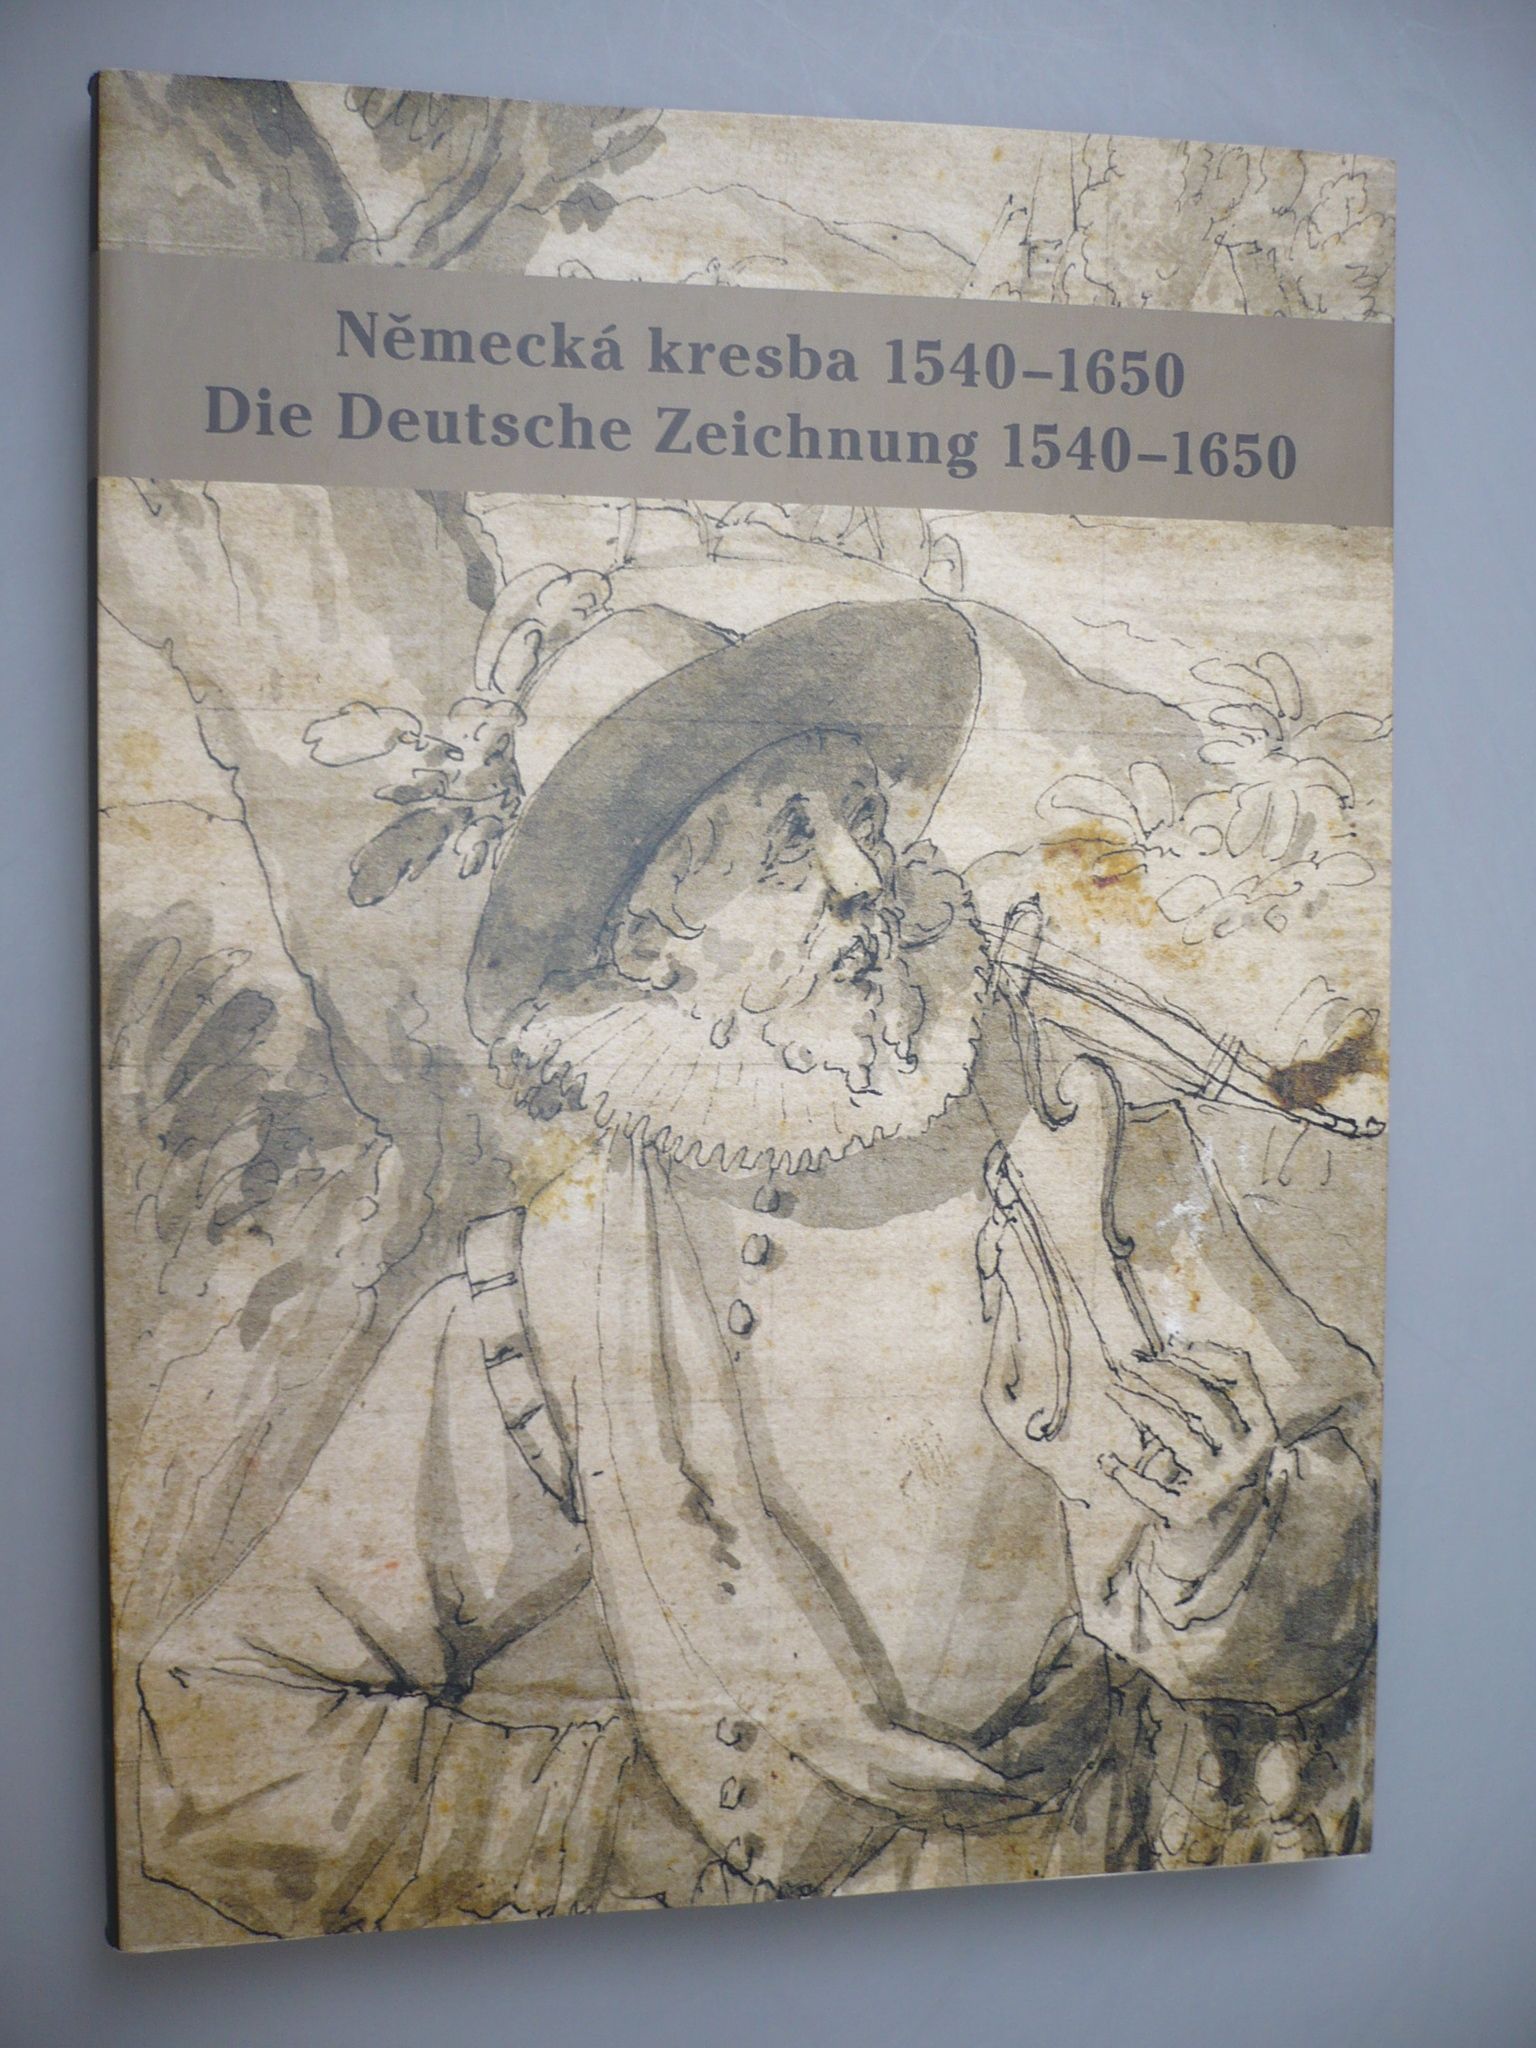 Německá kresba 1540–1650
Die Deutsche Zeichnung 1540–1650